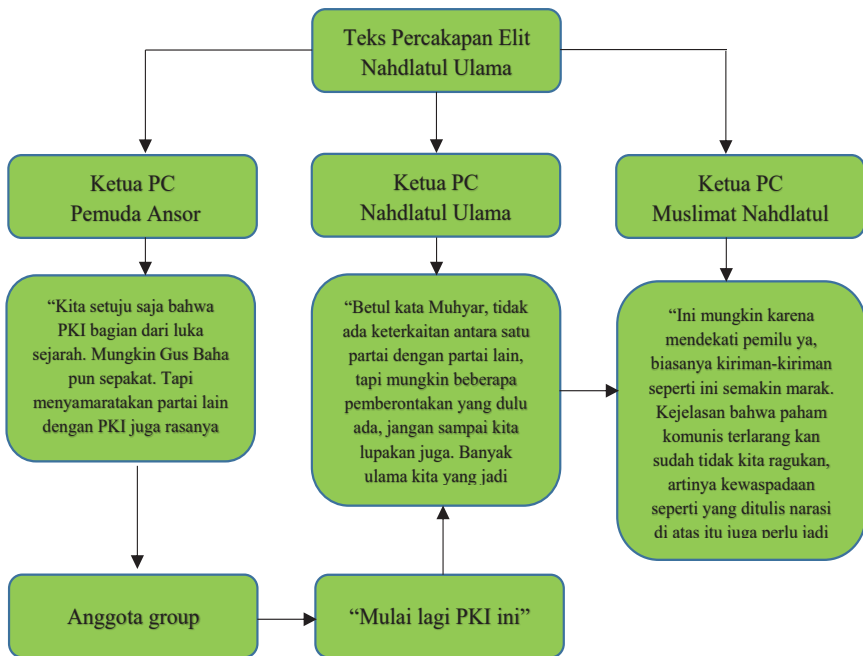 Teks Percakapan Elit
Nahdlatul Ulama
Ketua PC
Pemuda Ansor
Ketua PC
Nahdlatul Ulama
Ketua PC
Muslimat Nahdlatul
“Kita setuju saja bahwa
PKI bagian dari luka
sejarah. Mungkin Gus Baha
pun sepakat. Tapi
menyamaratakan partai lain
dengan PKI juga rasanya
“Betul kata Muhyar, tidak
ada keterkaitan antara satu
partai dengan partai lain,
tapi mungkin beberapa
pemberontakan yang dulu
ada, jangan sampai kita
lupakan juga. Banyak
ulama kita yang jadi
“Ini mungkin karena
mendekati pemilu ya,
biasanya kiriman-kiriman
seperti ini semakin marak.
Kejelasan bahwa paham
komunis terlarang kan
sudah tidak kita ragukan,
artinya kewaspadaan
seperti yang ditulis narasi
di atas itu juga perlu jadi
Anggota group
“Mulai lagi PKI ini”